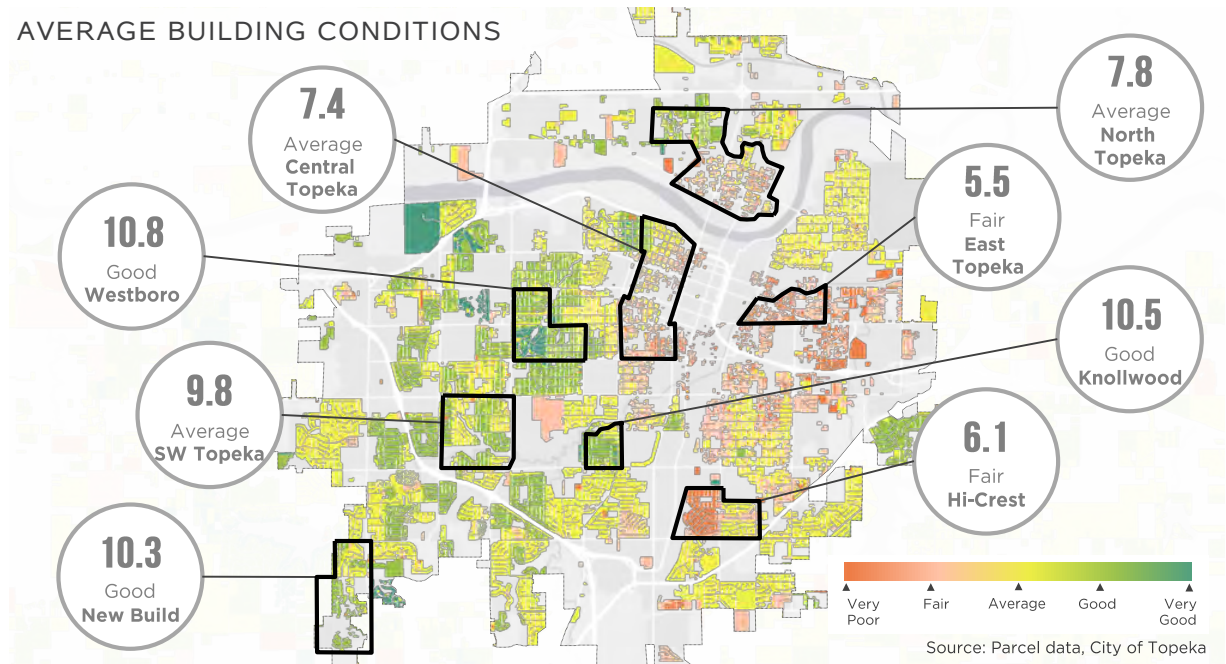 AVERAGE BUILDING CONDITIONS
7.4
Average
Central
Topeka
7.8
Average
North
Topeka
10.8
Good
Westboro
5.5
Fair
East
Topeka
10.5
Good
Knollwood
9.8
Average
SW Topeka
6.1
Fair
Hi-Crest
10.3
Good
New Build
Very
Poor
Fair
Average
Good
Very
Good
Source: Parcel data, City of Topeka